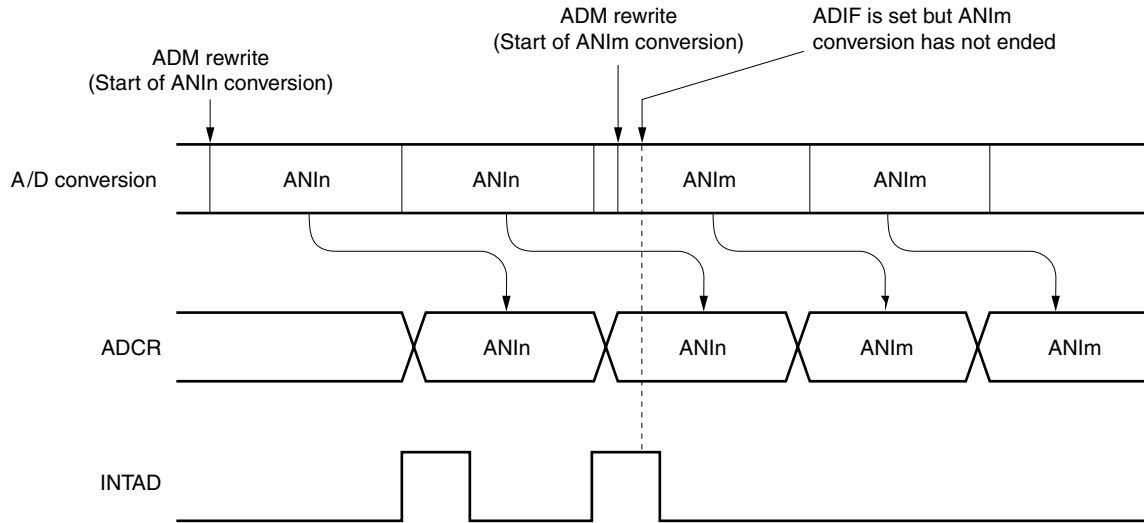 ADM rewrite
(Start of ANIn conversion)
ADM rewrite
(Start of ANIm conversion)
ADIF is set but ANIm
conversion has not ended
A/D conversion
ANIn
ANIn
ANIm
ANIm
ADCR
ANIn
ANIn
ANIm
ANIm
INTAD